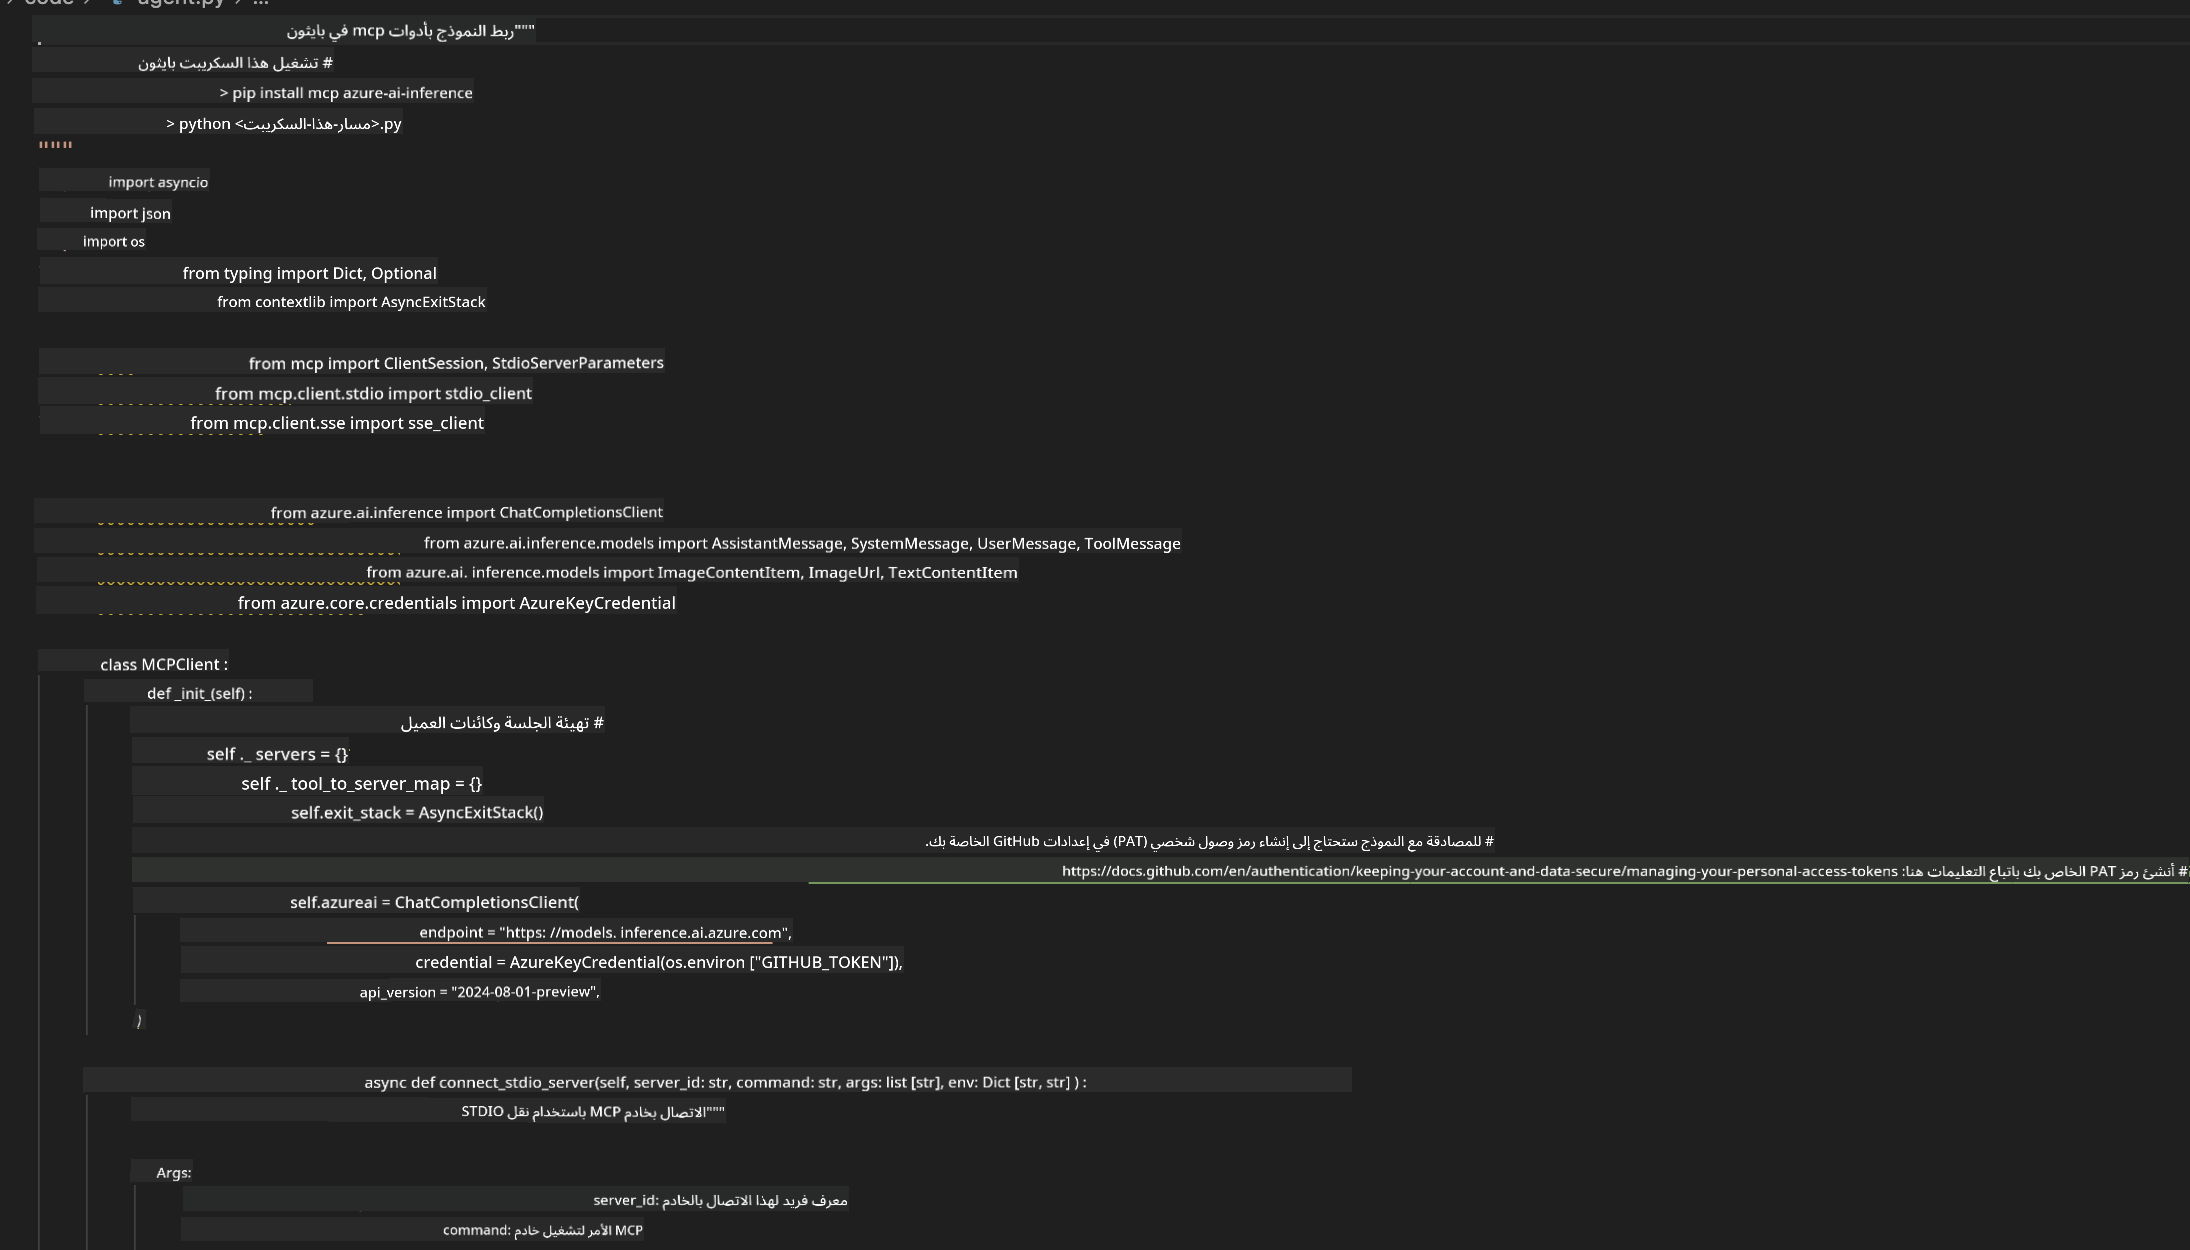 code > agent.py > ...
"""ربط النموذج بأدوات mcp في بايثون
# تشغيل هذا السكريبت بايثون
> pip install mcp azure-ai-inference
> python <مسار-هذا-السكريبت>.py
"""
import asyncio
import json
import os
from typing import Dict, Optional
from contextlib import AsyncExitStack
from mcp import ClientSession, StdioServerParameters
from mcp.client.stdio import stdio_client
from mcp.client.sse import sse_client
from azure.ai.inference import ChatCompletionsClient
from azure.ai.inference.models import AssistantMessage, SystemMessage, UserMessage, ToolMessage
from azure.ai. inference.models import ImageContentItem, ImageUrl, TextContentItem
from azure.core.credentials import AzureKeyCredential
class MCPClient :
def _init_(self) :
# تهيئة الجلسة وكائنات العميل
self ._ servers = {}
self ._ tool_to_server_map = {}
self.exit_stack = AsyncExitStack()
# للمصادقة مع النموذج ستحتاج إلى إنشاء رمز وصول شخصي (PAT) في إعدادات GitHub الخاصة بك.
# أنشئ رمز PAT الخاص بك باتباع التعليمات هنا: https://docs.github.com/en/authentication/keeping-your-account-and-data-secure/managing-your-personal-access-tokens
self.azureai = ChatCompletionsClient(
endpoint = "https: //models. inference.ai.azure.com",
credential = AzureKeyCredential(os.environ ["GITHUB_TOKEN"]),
api_version = "2024-08-01-preview",
)
async def connect_stdio_server(self, server_id: str, command: str, args: list [str], env: Dict [str, str] ) :
"""الاتصال بخادم MCP باستخدام نقل STDIO
Args:
server_id: معرف فريد لهذا الاتصال بالخادم
command: الأمر لتشغيل خادم MCP